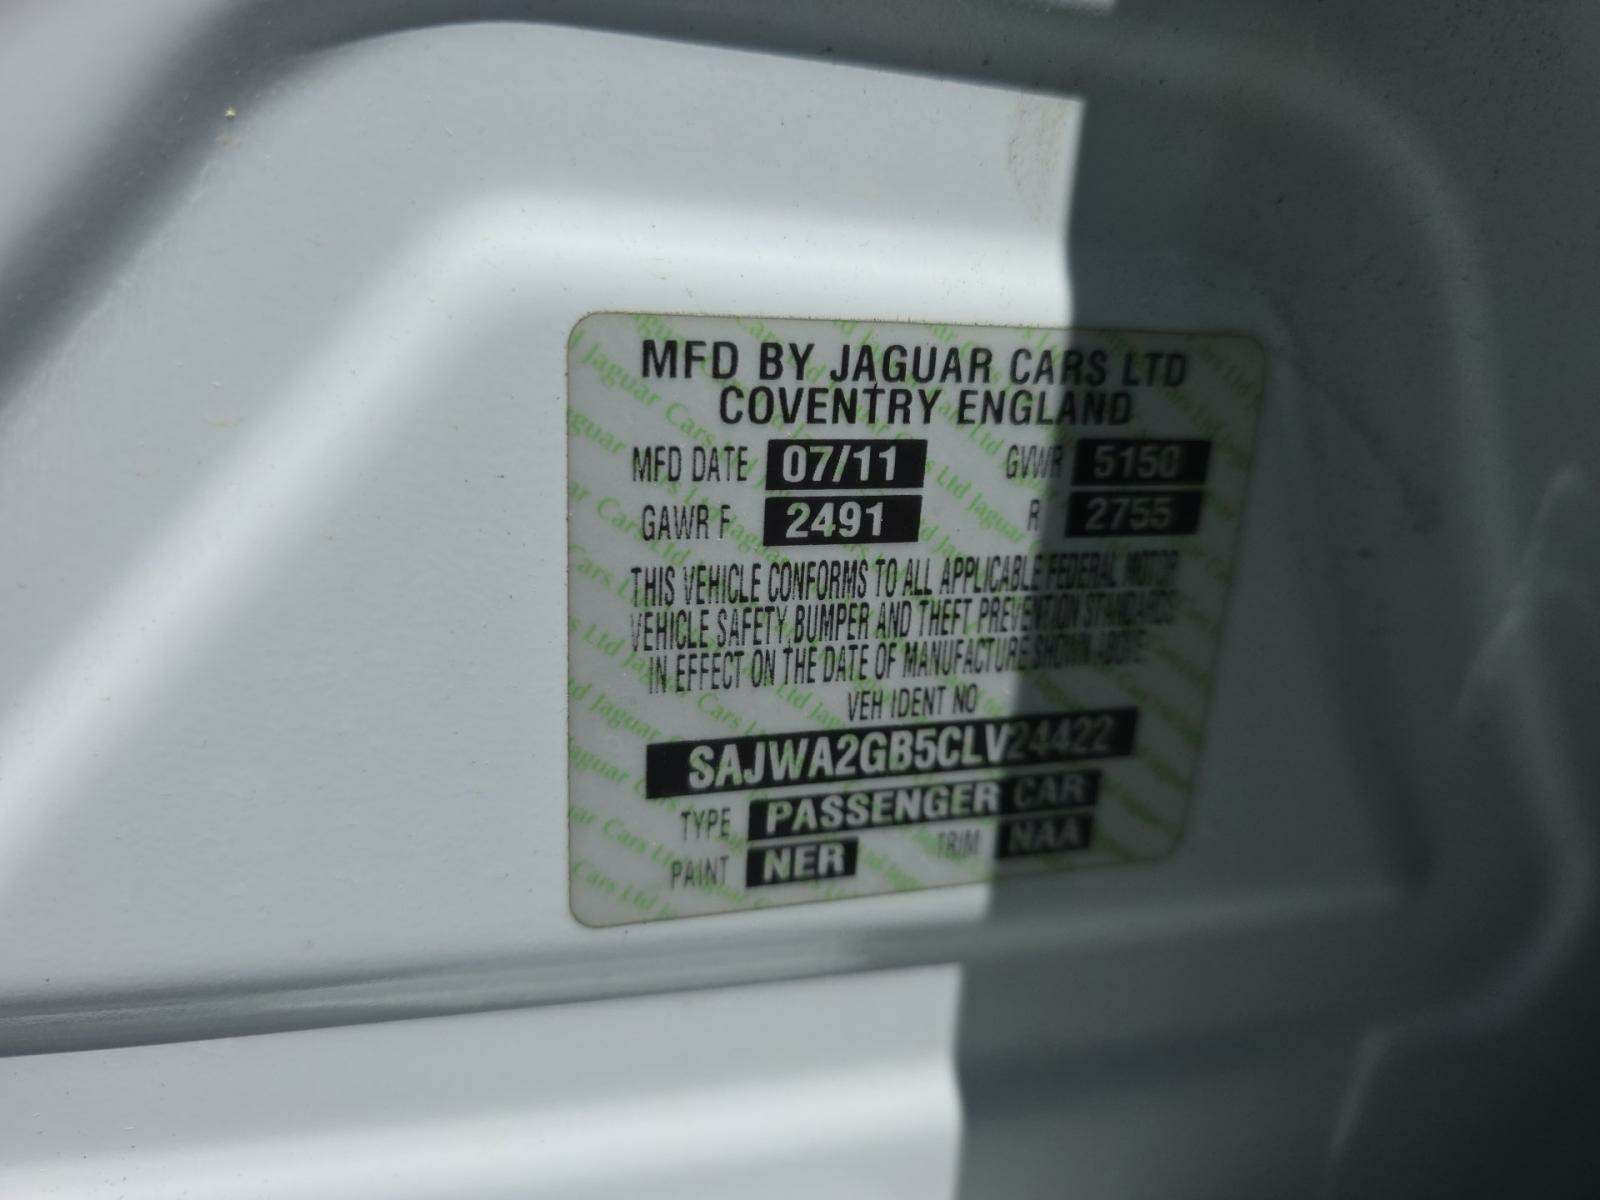 MFD BY JAGUAR CARS LTD
COVENTRY ENGLAND
MFD DATE 07/11 GVWR 5150
GAWR F 2491 R 2755
THIS VEHICLE CONFORMS TO ALL APPLICABLE FEDERAL MOTOR
VEHICLE SAFETY, BUMPER AND THEFT PREVENTION STANDARDS
IN EFFECT ON THE DATE OF MANUFACTURE SHOWN ABOVE
VEH IDENT NO
SAJWA2GB5CLV24422
TYPE PASSENGER CAR
PAINT NER TRIM NAA